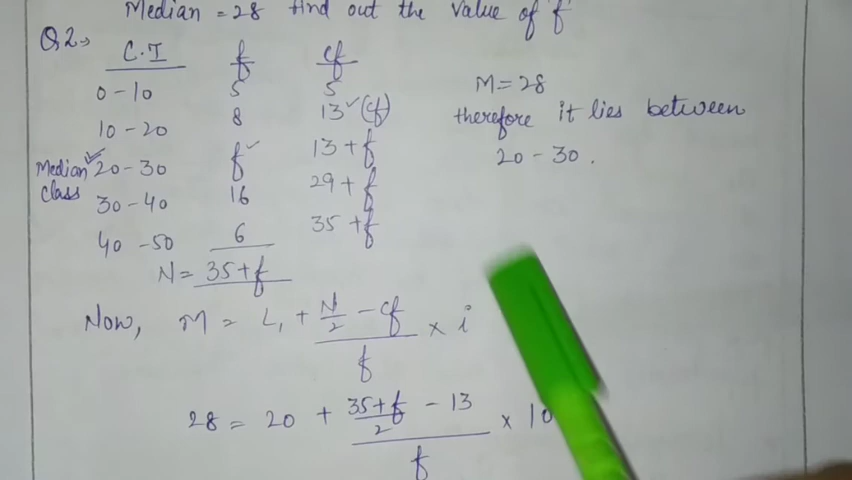 Median = 28 find out the value of 'f'
Q.2→
C.I f cf
0-10 5 5
10-20 8 13✓(cf)
Median class ✓20-30 f✓ 13+f
30-40 16 29+f
40-50 6 35+f
N = 35+f
M = 28
therefore it lies between
20-30.
Now, M = L₁ + (N/2 - cf)/f × i
28 = 20 + ((35+f)/2 - 13)/f × 10